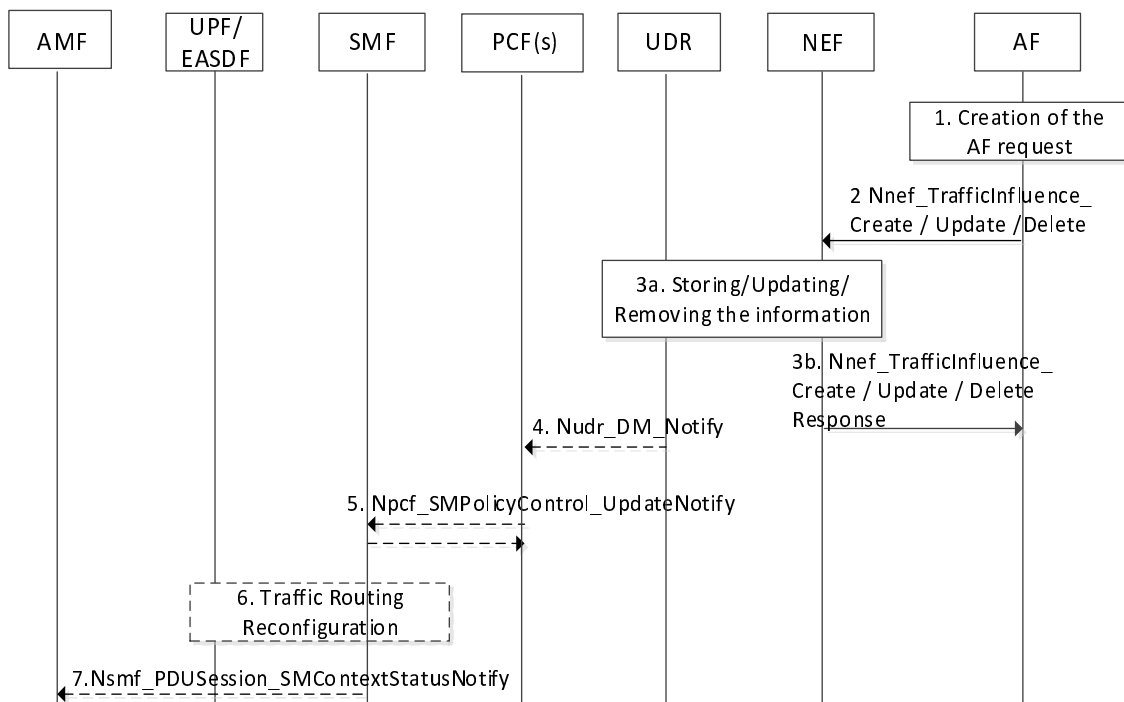 AMF
UPF/
EASDF
SMF
PCF(s)
UDR
NEF
AF
1. Creation of the
AF request
2 Nnef_TrafficInfluence_
Create / Update /Delete
3a. Storing/Updating/
Removing the information
3b. Nnef_TrafficInfluence_
Create / Update / Delete
Response
4. Nudr_DM_Notify
5. Npcf_SMPolicyControl_UpdateNotify
6. Traffic Routing
Reconfiguration
7.Nsmf_PDUSession_SMContextStatusNotify